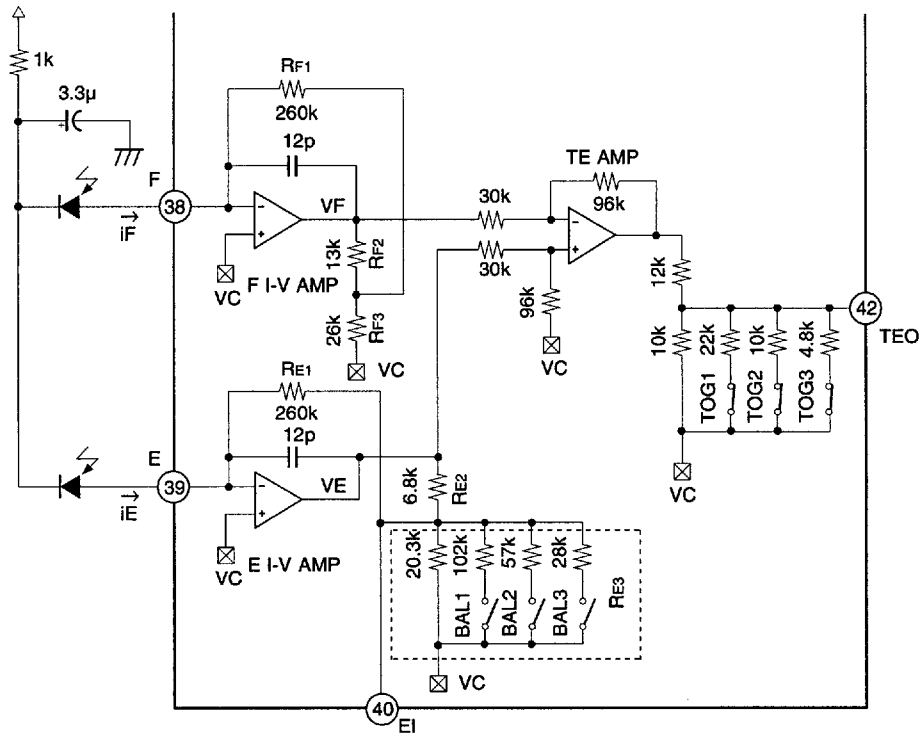 1k
3.3μ
+
F
38
iF
RF1
260k
12p
VF
VC
F I-V AMP
13k
RF2
26k
RF3
VC
TE AMP
30k
96k
30k
96k
VC
12k
42
TEO
10k
22k
10k
4.8k
TOG1
TOG2
TOG3
VC
RE1
260k
12p
E
39
iE
VE
VC
E I-V AMP
6.8k
RE2
20.3k
102k
57k
28k
BAL1
BAL2
BAL3
RE3
VC
40
EI